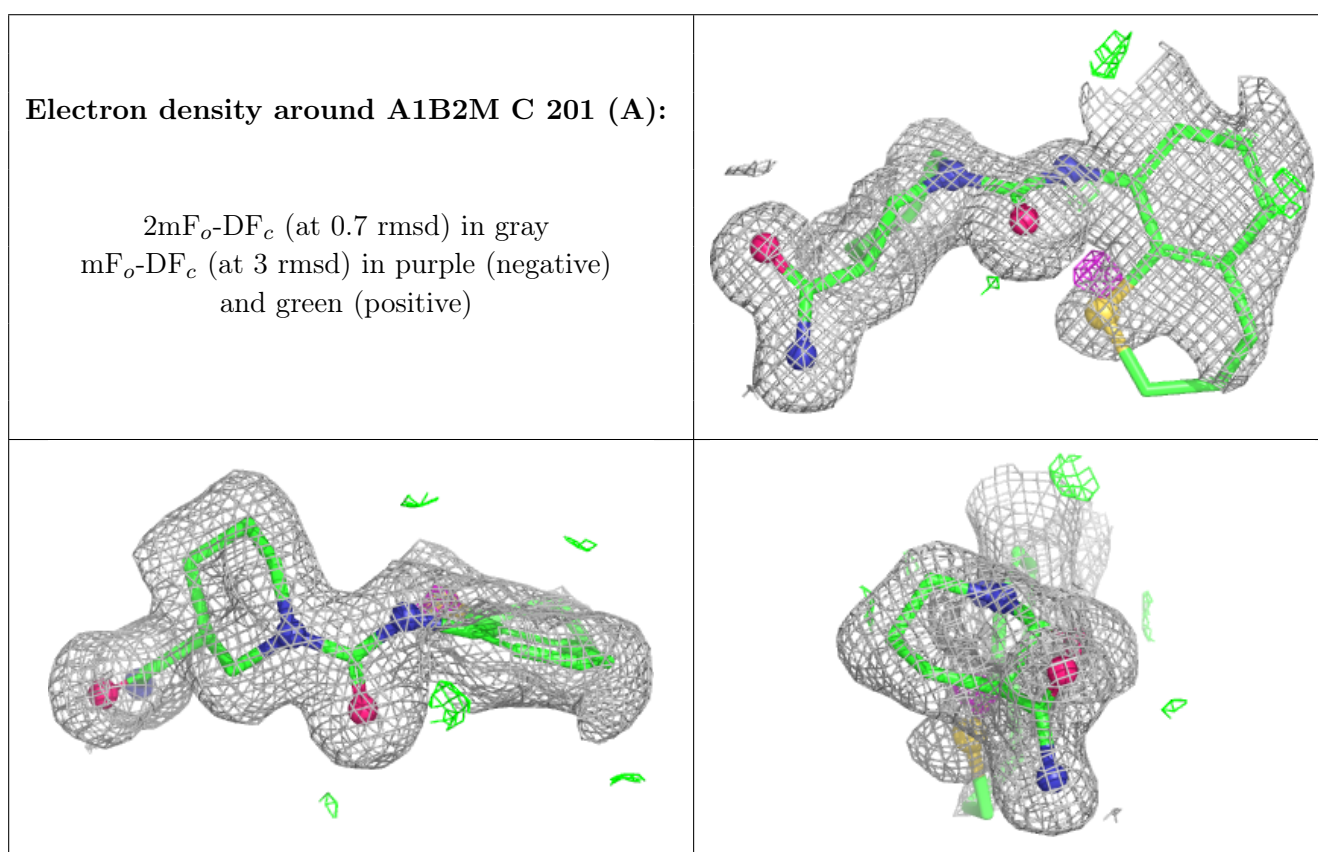 Electron density around A1B2M C 201 (A):
2mFo-DFc (at 0.7 rmsd) in gray
mFo-DFc (at 3 rmsd) in purple (negative)
and green (positive)